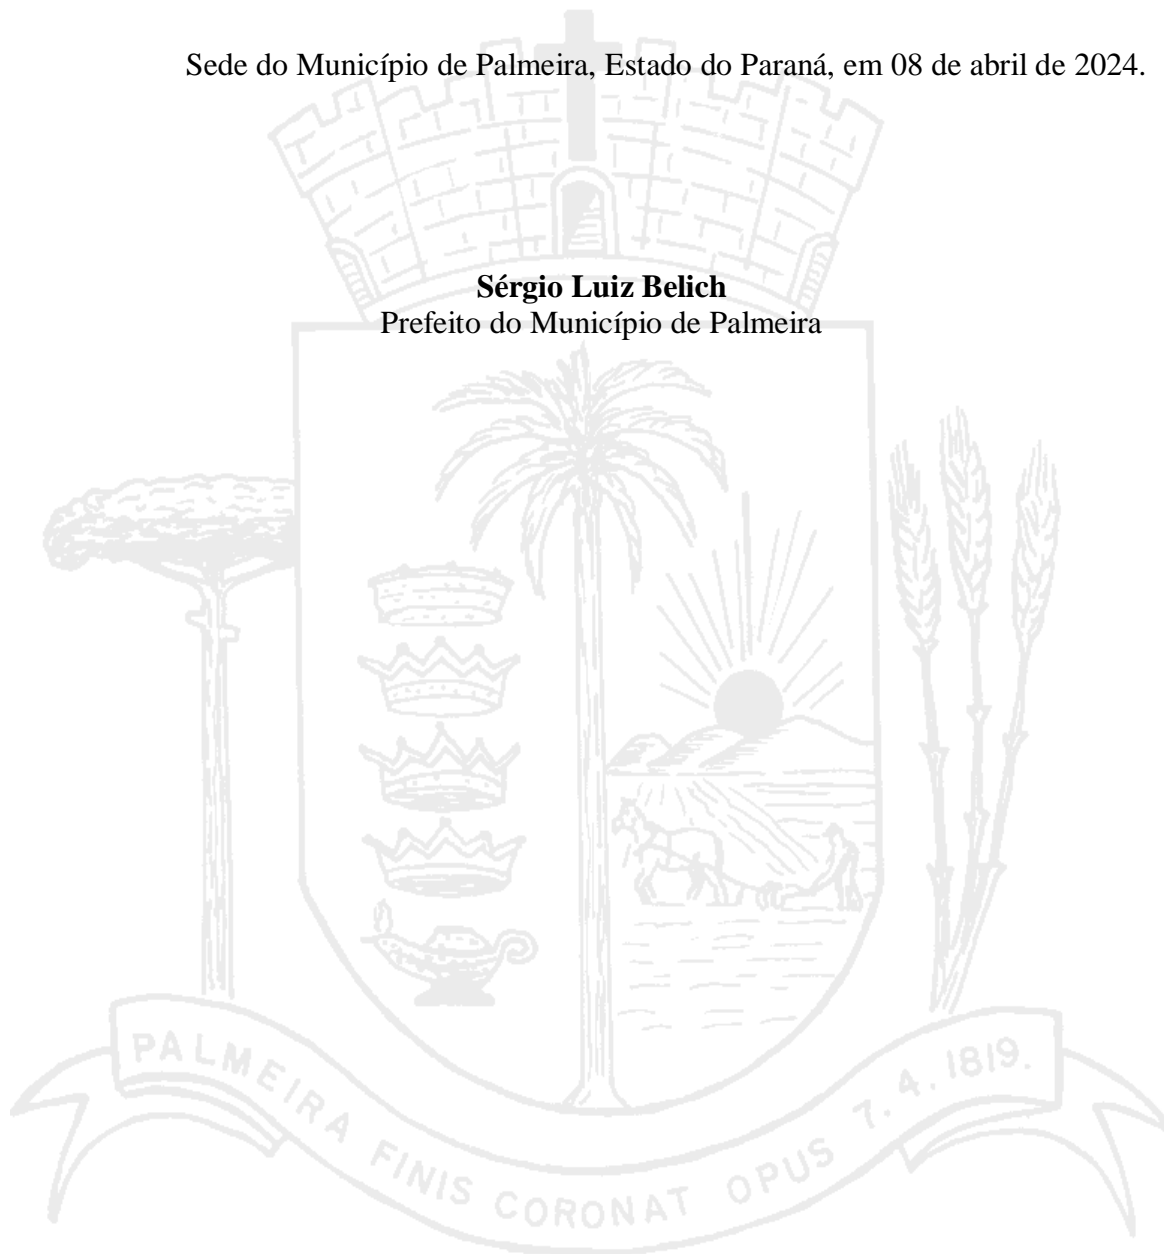 Sede do Município de Palmeira, Estado do Paraná, em 08 de abril de 2024.
Sérgio Luiz Belich
Prefeito do Município de Palmeira
PALMEIRA FINIS CORONAT OPUS 7.4.1819.